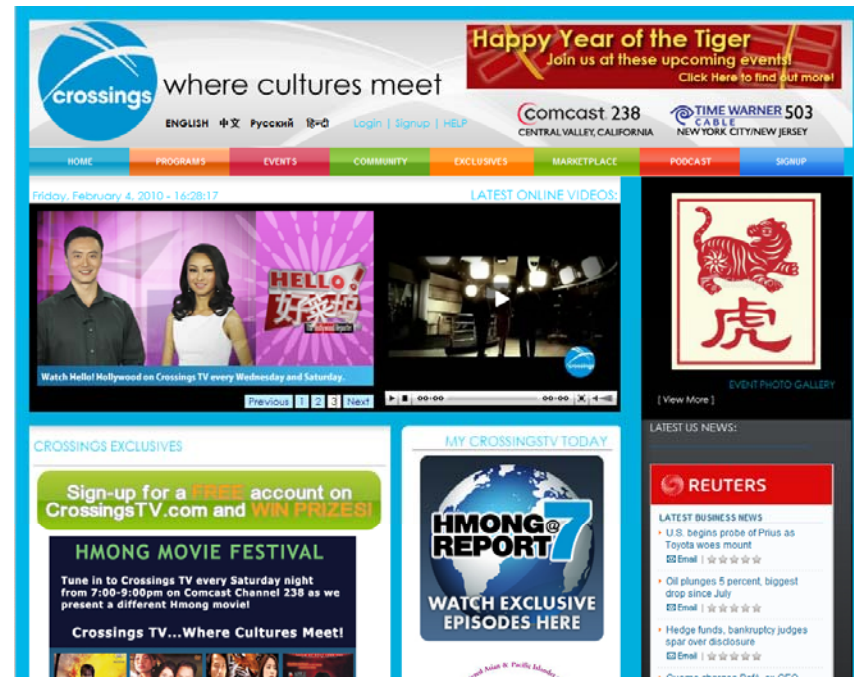 crossings
where cultures meet
Happy Year of the Tiger
Join us at these upcoming events!
Click Here to find out more!
ENGLISH 中文 Русский हिन्दी Login | Signup | HELP
Comcast 238
CENTRAL VALLEY, CALIFORNIA
TIME WARNER 503
CABLE
NEW YORK CITY/NEW JERSEY
HOME PROGRAMS EVENTS COMMUNITY EXCLUSIVES MARKETPLACE PODCAST SIGNUP
Friday, February 4, 2010 - 16:28:17
LATEST ONLINE VIDEOS:
HELLO!
好莱坞
The Hollywood Reporter
Watch Hello! Hollywood on Crossings TV every Wednesday and Saturday.
Previous 1 2 3 Next
00:00 00:00
crossings
虎
EVENT PHOTO GALLERY
[ View More ]
CROSSINGS EXCLUSIVES
Sign-up for a FREE account on
CrossingsTV.com and WIN PRIZES!
HMONG MOVIE FESTIVAL
Tune in to Crossings TV every Saturday night
from 7:00-9:00pm on Comcast Channel 238 as we
present a different Hmong movie!
Crossings TV...Where Cultures Meet!
MY CROSSINGSTV TODAY
HMONG@
REPORT 7
WATCH EXCLUSIVE
EPISODES HERE
Asian & Pacific Islander
LATEST US NEWS:
REUTERS
LATEST BUSINESS NEWS
U.S. begins probe of Prius as
Toyota woes mount
Email |
Oil plunges 5 percent, biggest
drop since July
Email |
Hedge funds, bankruptcy judges
spar over disclosure
Email |